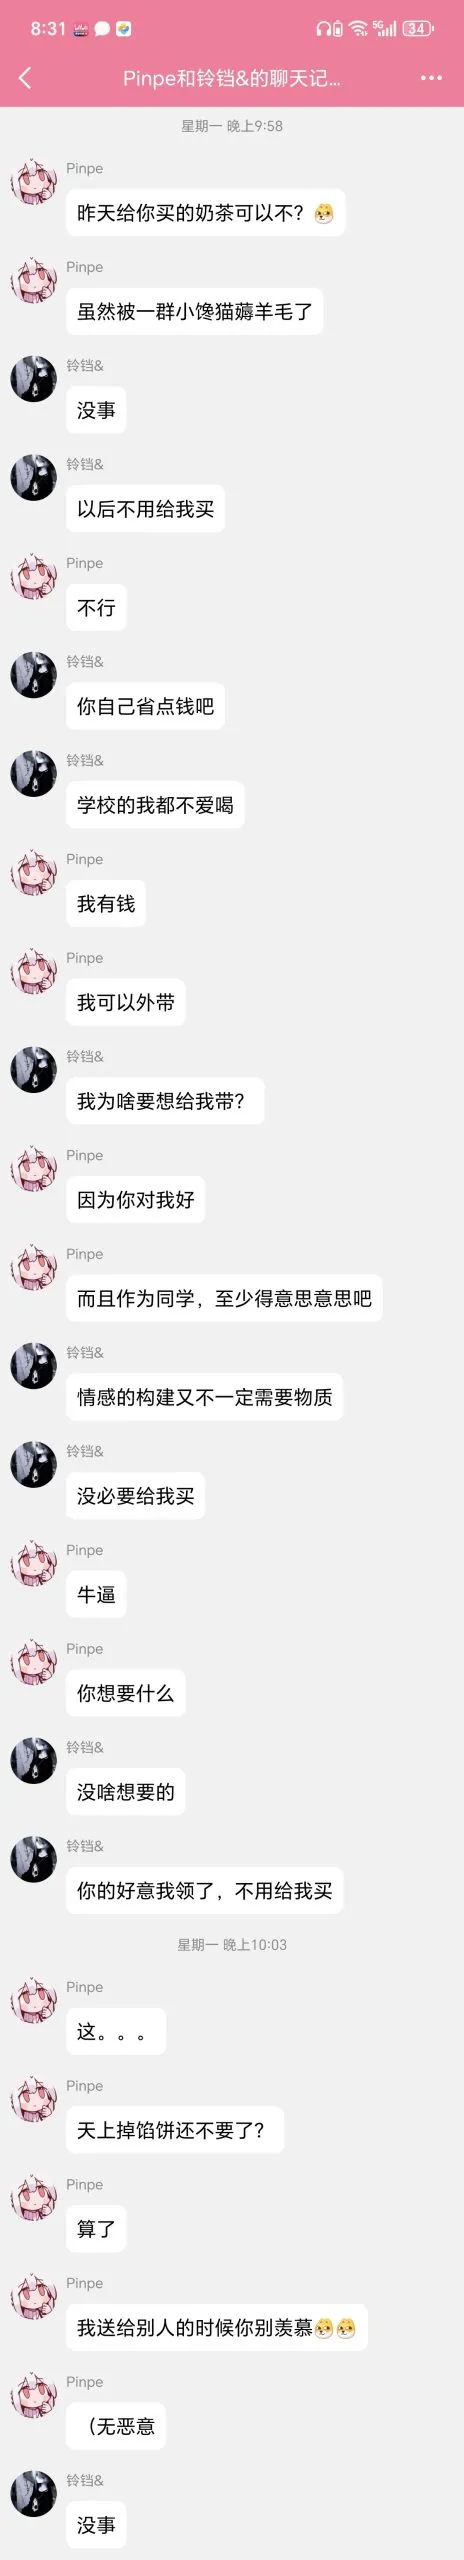 8:31
5G
34
Pinpe和铃铛&的聊天记...
星期一 晚上9:58
Pinpe
昨天给你买的奶茶可以不？
Pinpe
虽然被一群小馋猫薅羊毛了
铃铛&
没事
铃铛&
以后不用给我买
Pinpe
不行
铃铛&
你自己省点钱吧
铃铛&
学校的我都不爱喝
Pinpe
我有钱
Pinpe
我可以外带
铃铛&
我为啥要想给我带？
Pinpe
因为你对我好
Pinpe
而且作为同学，至少得意思意思吧
铃铛&
情感的构建又不一定需要物质
铃铛&
没必要给我买
Pinpe
牛逼
Pinpe
你想要什么
铃铛&
没啥想要的
铃铛&
你的好意我领了，不用给我买
星期一 晚上10:03
Pinpe
这。。。
Pinpe
天上掉馅饼还不要了？
Pinpe
算了
Pinpe
我送给别人的时候你别羡慕
Pinpe
（无恶意
铃铛&
没事